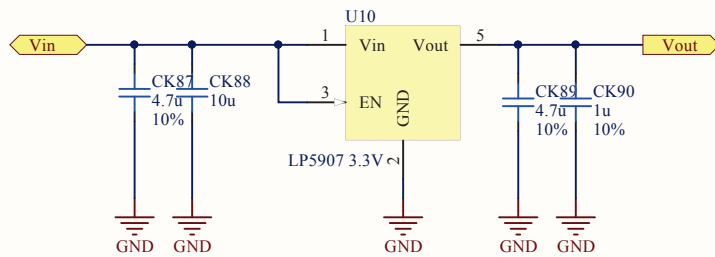 U10
Vin
1
Vin
Vout
5
Vout
CK87
4.7u
10%
CK88
10u
3
EN
GND
CK89
4.7u
10%
CK90
1u
10%
LP5907 3.3V
2
GND
GND
GND
GND
GND